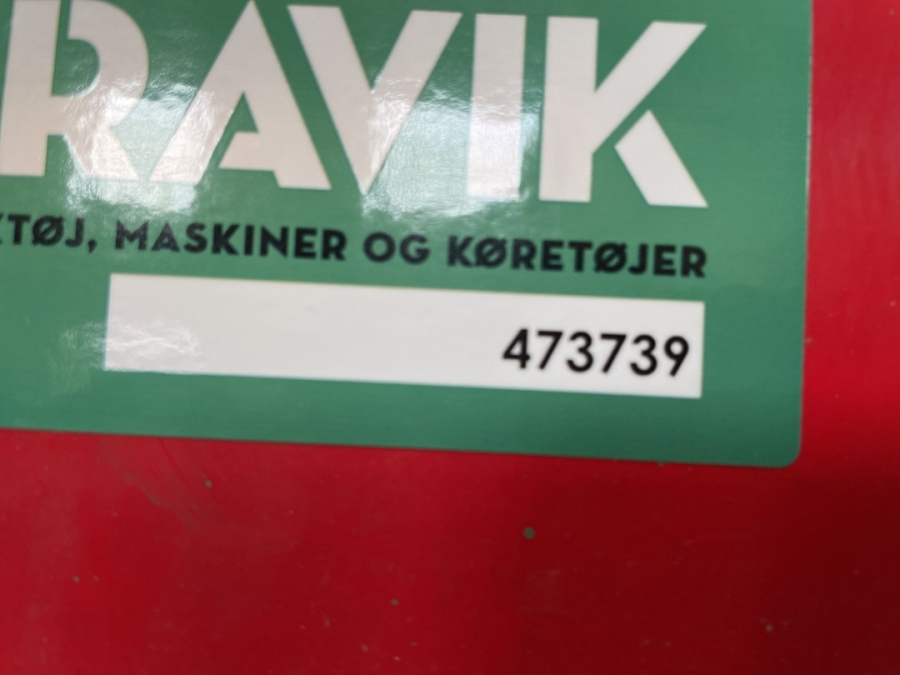 RAVIK
KTØJ, MASKINER OG KØRETØJER
473739